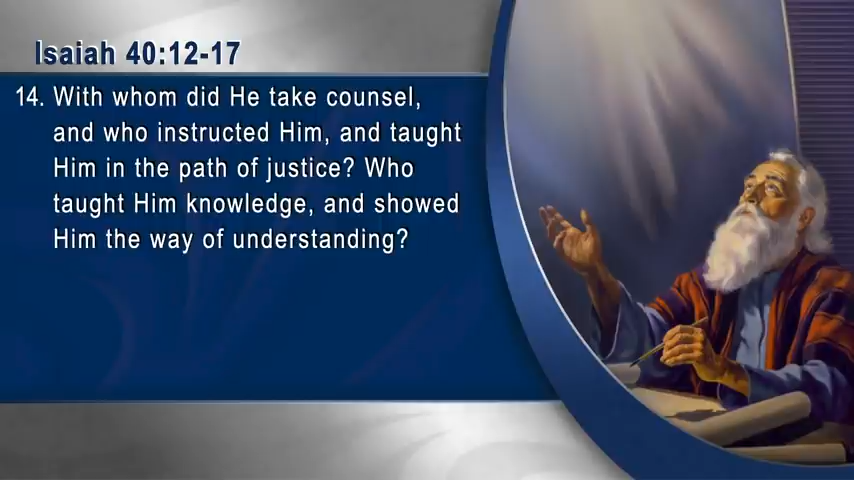 Isaiah 40:12-17
14. With whom did He take counsel,
and who instructed Him, and taught
Him in the path of justice? Who
taught Him knowledge, and showed
Him the way of understanding?